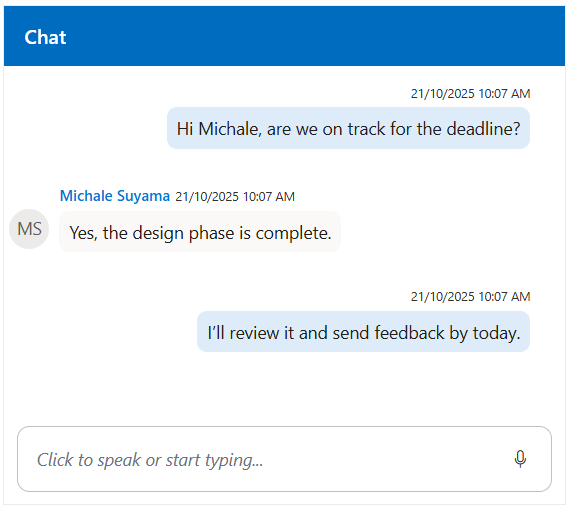 Chat
21/10/2025 10:07 AM
Hi Michale, are we on track for the deadline?
Michale Suyama 21/10/2025 10:07 AM
MS
Yes, the design phase is complete.
21/10/2025 10:07 AM
I’ll review it and send feedback by today.
Click to speak or start typing...